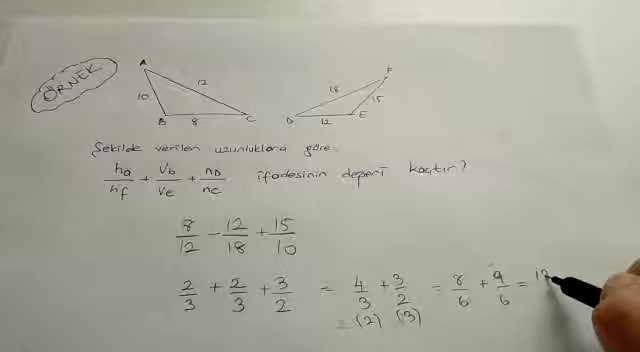 ÖRNEK
A
10
12
B
8
C
F
18
15
D
12
E
Şekilde verilen uzunluklara göre,
ha/hf + Vb/Ve + nD/nc ifadesinin değeri kaçtır?
8/12 - 12/18 + 15/10
2/3 + 2/3 + 3/2 = 4/3 + 3/2 = 8/6 + 9/6 = 17
= (2) (3)